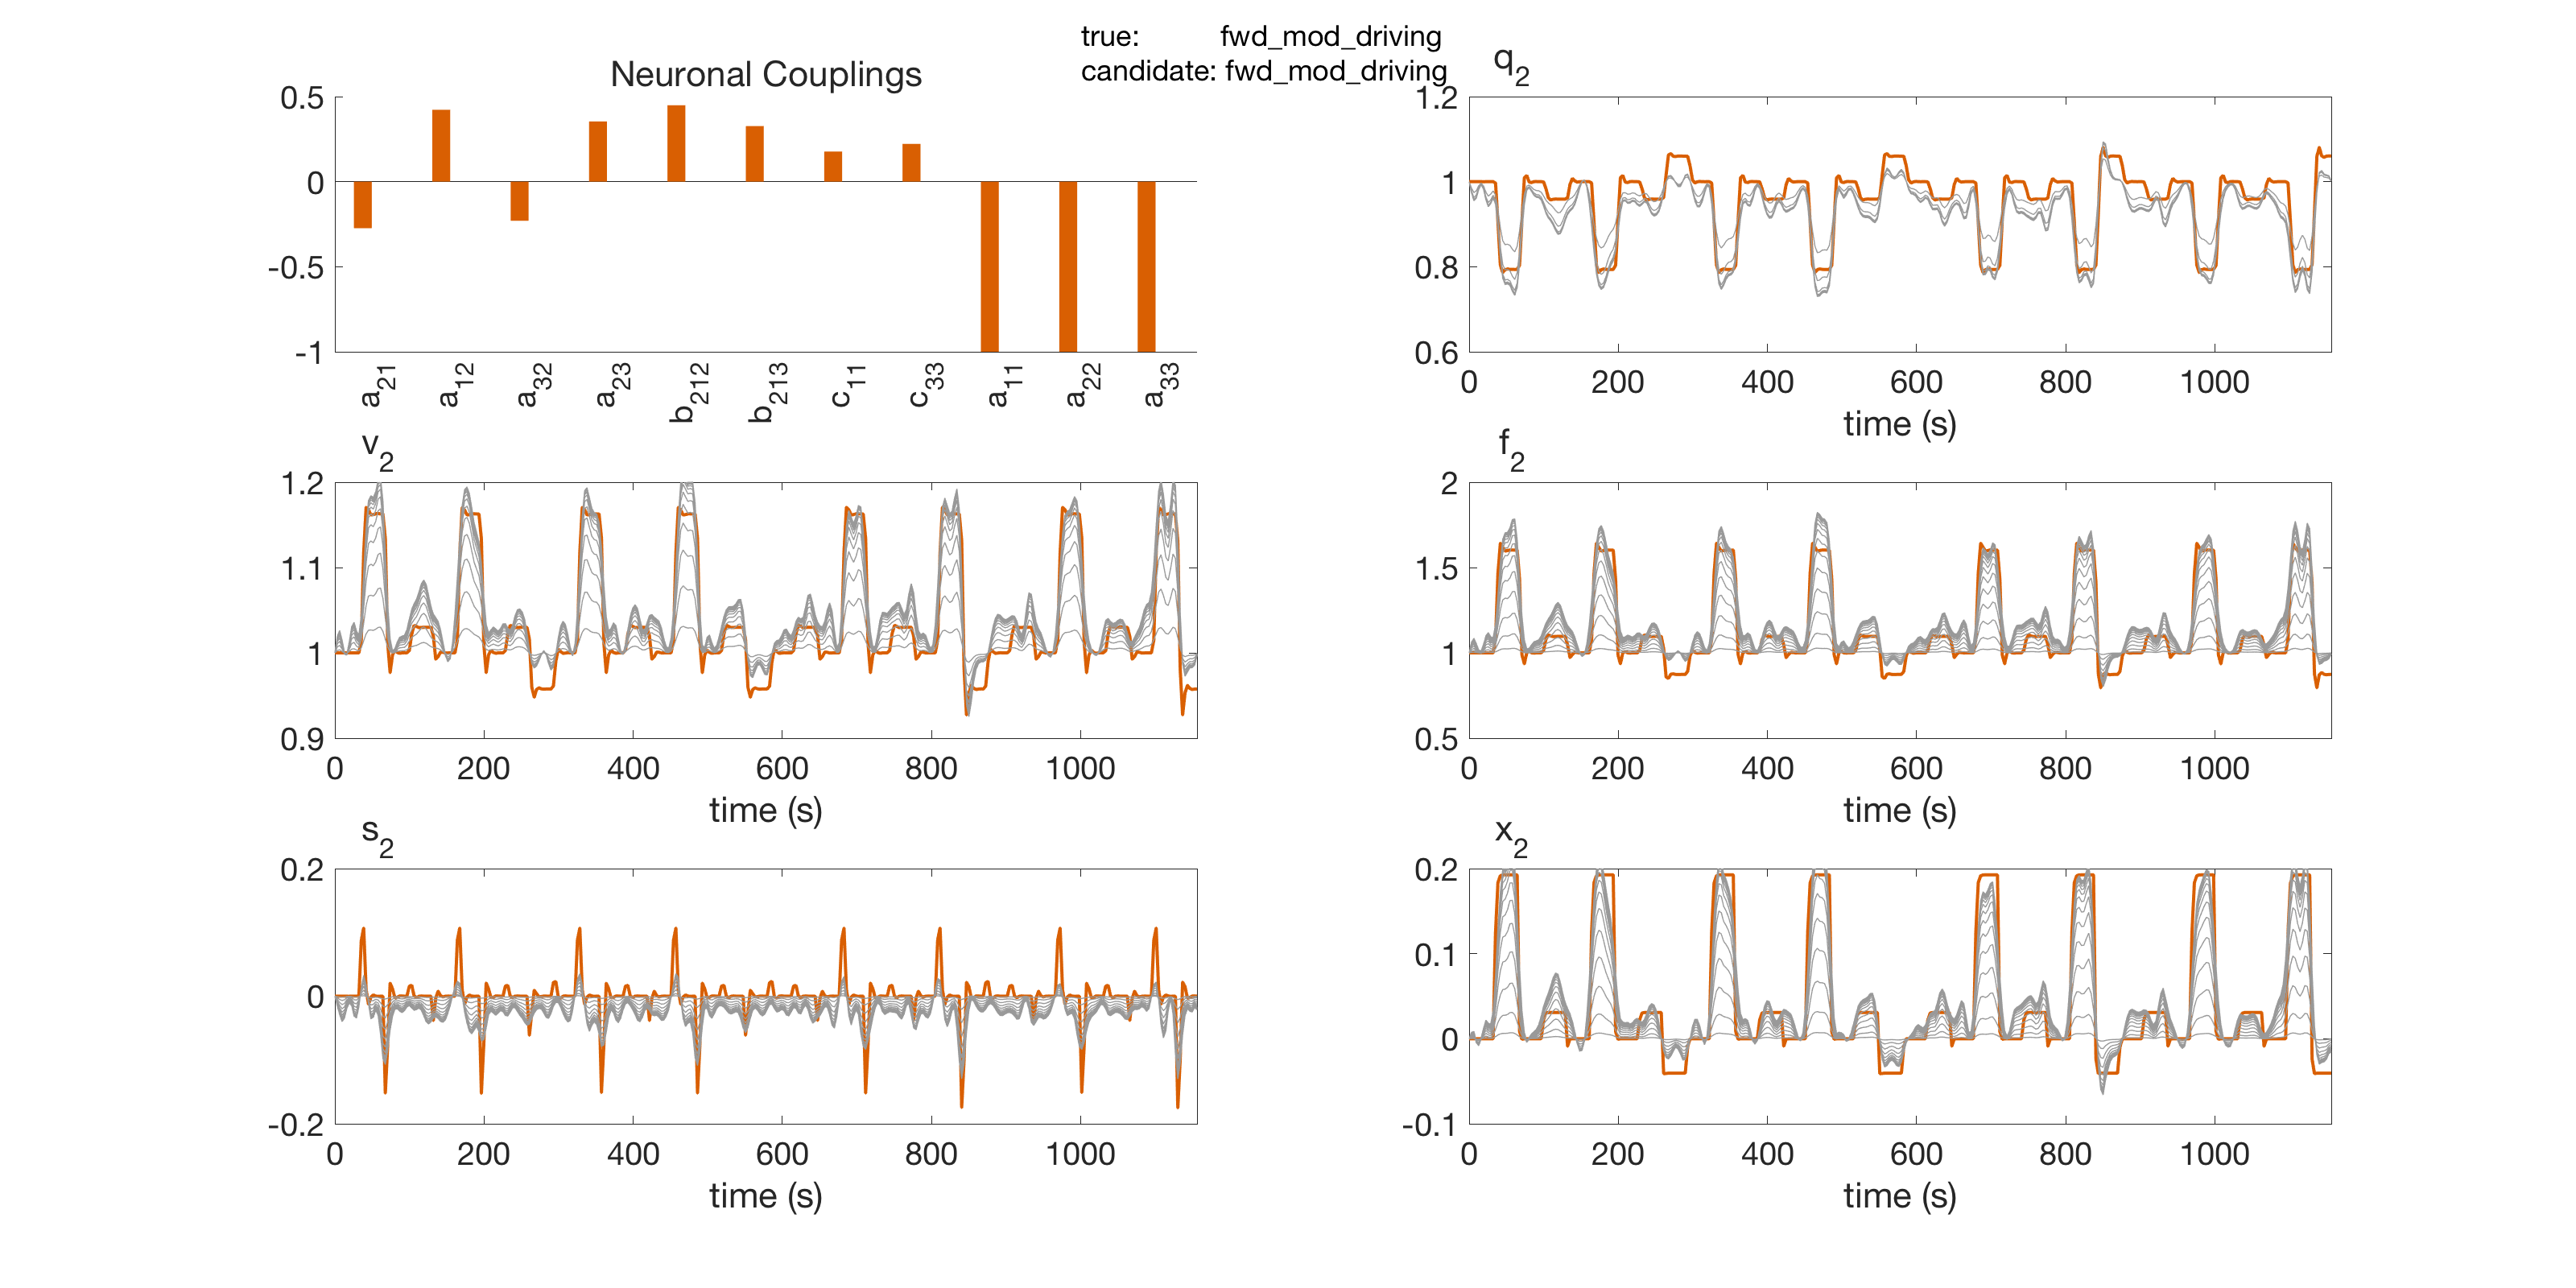 true: fwd_mod_driving
candidate: fwd_mod_driving
Neuronal Couplings
0.5
0
-0.5
-1
a21
a12
a32
a23
b212
b213
c11
c33
a11
a22
a33
q2
1.2
1
0.8
0.6
0 200 400 600 800 1000
time (s)
v2
1.2
1.1
1
0.9
0 200 400 600 800 1000
time (s)
f2
2
1.5
1
0.5
0 200 400 600 800 1000
time (s)
s2
0.2
0
-0.2
0 200 400 600 800 1000
time (s)
x2
0.2
0.1
0
-0.1
0 200 400 600 800 1000
time (s)